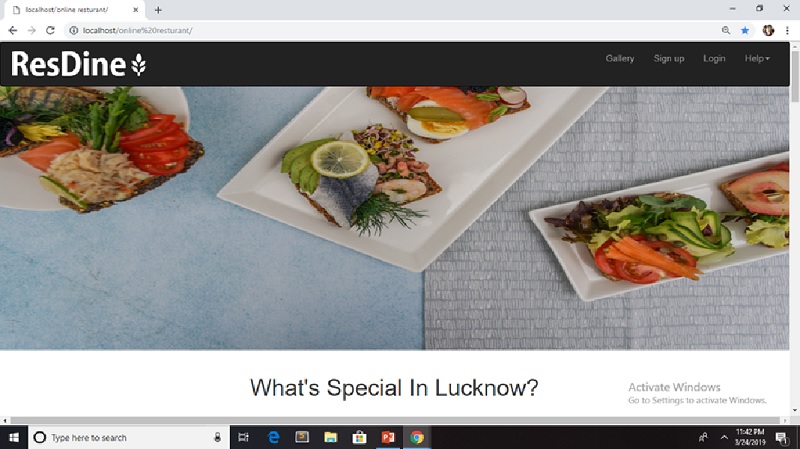 localhost/online resturant/
localhost/online%20resturant/
ResDine
Gallery Sign up Login Help
What's Special In Lucknow?
Activate Windows
Go to Settings to activate Windows.
Type here to search
11:42 PM
3/24/2019